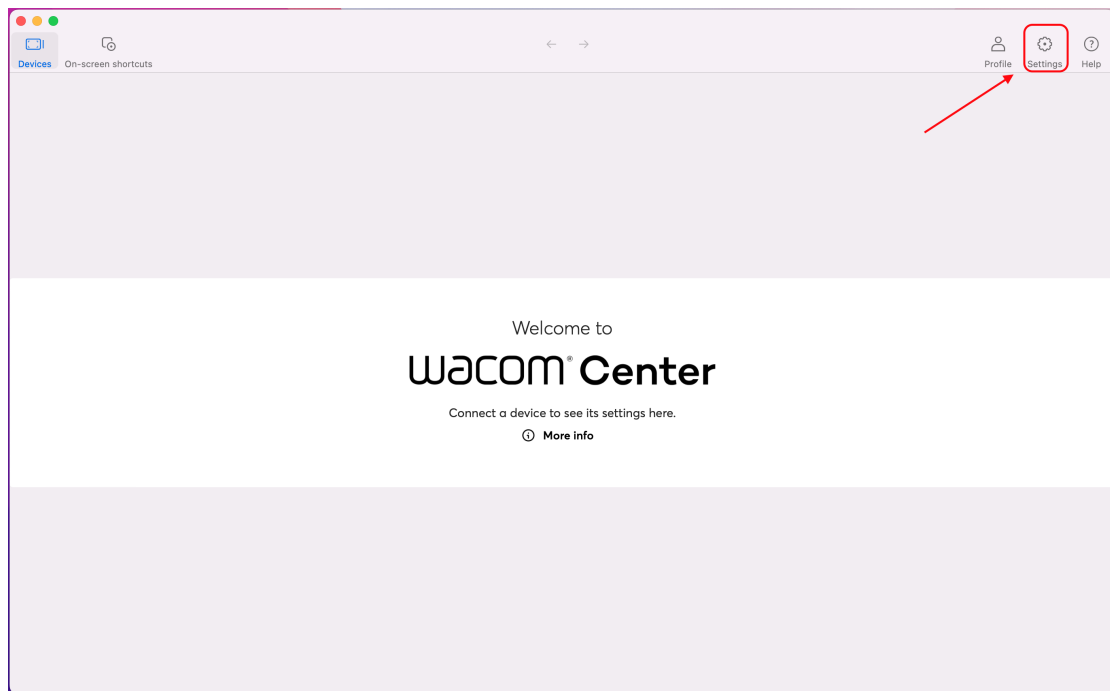 Devices
On-screen shortcuts
Profile
Settings
Help
Welcome to
wacom® Center
Connect a device to see its settings here.
More info